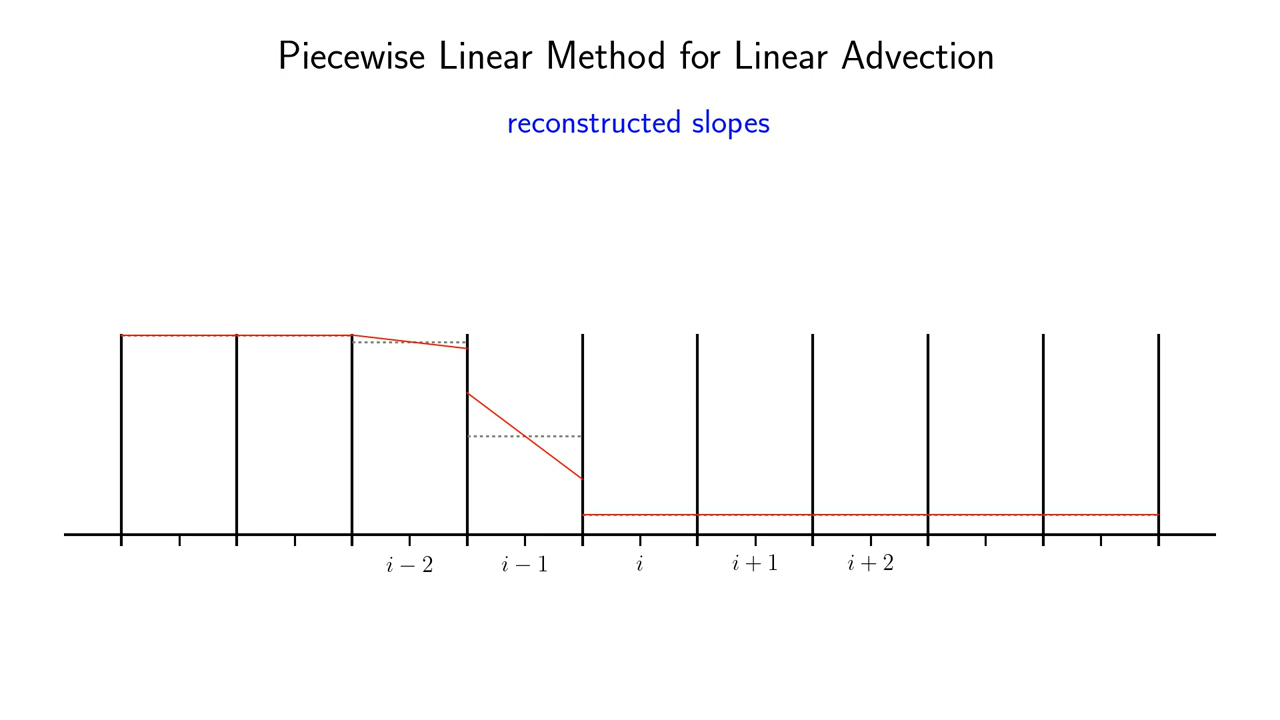 Piecewise Linear Method for Linear Advection
reconstructed slopes
i − 2 i − 1 i i + 1 i + 2